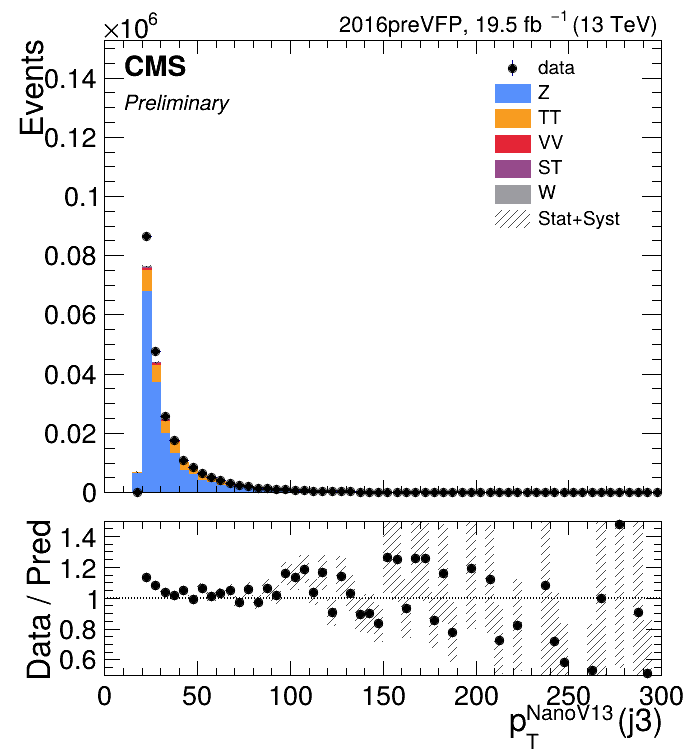 ×10^6
2016preVFP, 19.5 fb^-1 (13 TeV)
Events
CMS
Preliminary
data
Z
TT
VV
ST
W
Stat+Syst
0.14
0.12
0.1
0.08
0.06
0.04
0.02
0
Data / Pred
1.4
1.2
1
0.8
0.6
0 50 100 150 200 250 300
p_T^NanoV13(j3)